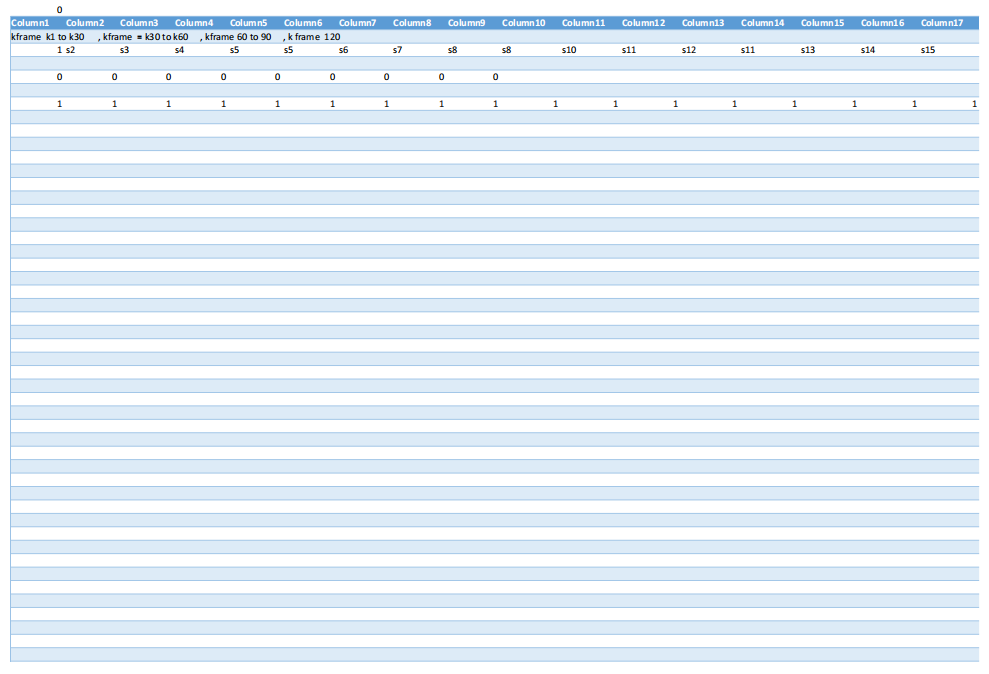 0
Column1 Column2 Column3 Column4 Column5 Column6 Column7 Column8 Column9 Column10 Column11 Column12 Column13 Column14 Column15 Column16 Column17
kframe k1 to k30 , kframe = k30 to k60 , kframe 60 to 90 , k frame 120
1 s2 s3 s4 s5 s5 s6 s7 s8 s8 s10 s11 s12 s11 s13 s14 s15
0 0 0 0 0 0 0 0 0
1 1 1 1 1 1 1 1 1 1 1 1 1 1 1 1 1